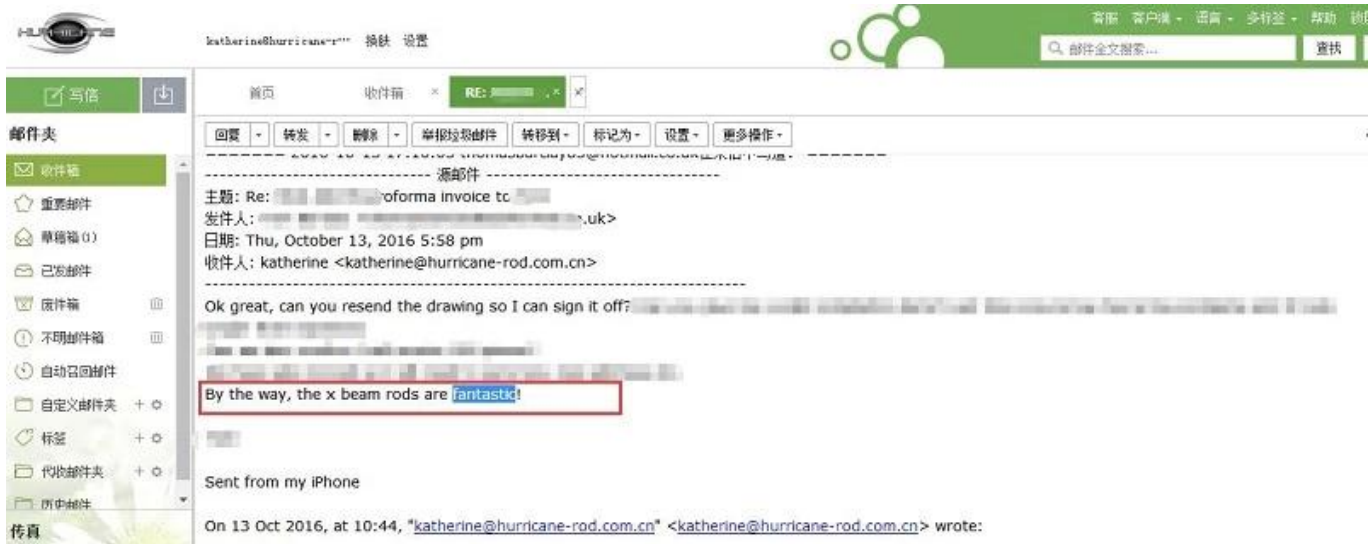 HURRICANE
katherine@hurricane-r··· 换肤 设置
客服 客户端 语言 多标签 帮助
邮件全文搜索... 查找
写信
首页 收件箱 × RE: ×
邮件夹
回复 转发 删除 举报垃圾邮件 转移到 标记为 设置 更多操作
收件箱
重要邮件
草稿箱(1)
已发邮件
废件箱
不明邮件箱
自动召回邮件
自定义邮件夹 +
标签 +
代收邮件夹 +
历史邮件
传真
------------------------------ 源邮件 --------------------------------
主题: Re: oforma invoice to
发件人: .uk>
日期: Thu, October 13, 2016 5:58 pm
收件人: katherine <katherine@hurricane-rod.com.cn>
Ok great, can you resend the drawing so I can sign it off?
By the way, the x beam rods are fantastic!
Sent from my iPhone
On 13 Oct 2016, at 10:44, "katherine@hurricane-rod.com.cn" <katherine@hurricane-rod.com.cn> wrote: